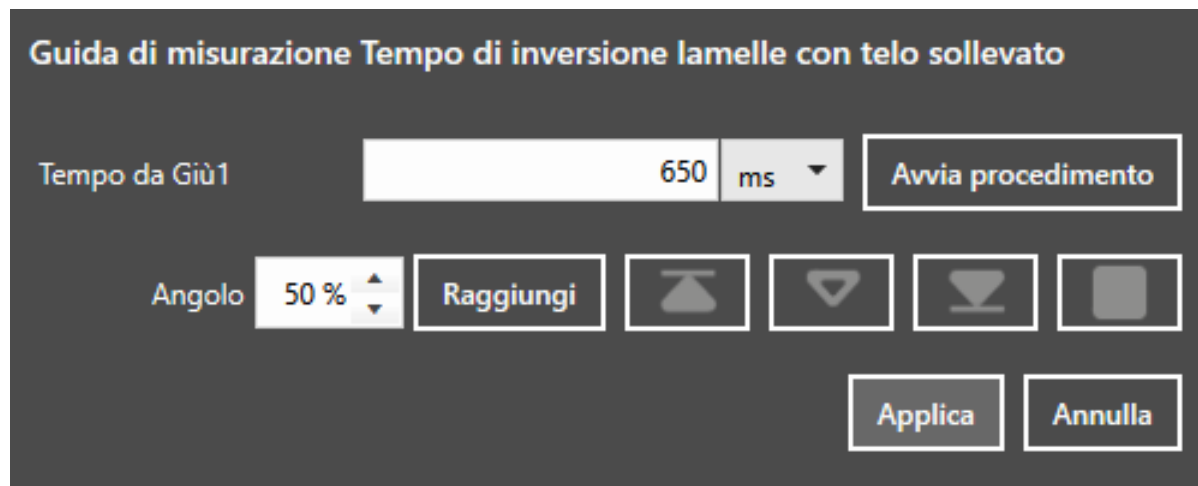 Guida di misurazione Tempo di inversione lamelle con telo sollevato
Tempo da Giù1 650 ms Avvia procedimento
Angolo 50 % Raggiungi
Applica Annulla